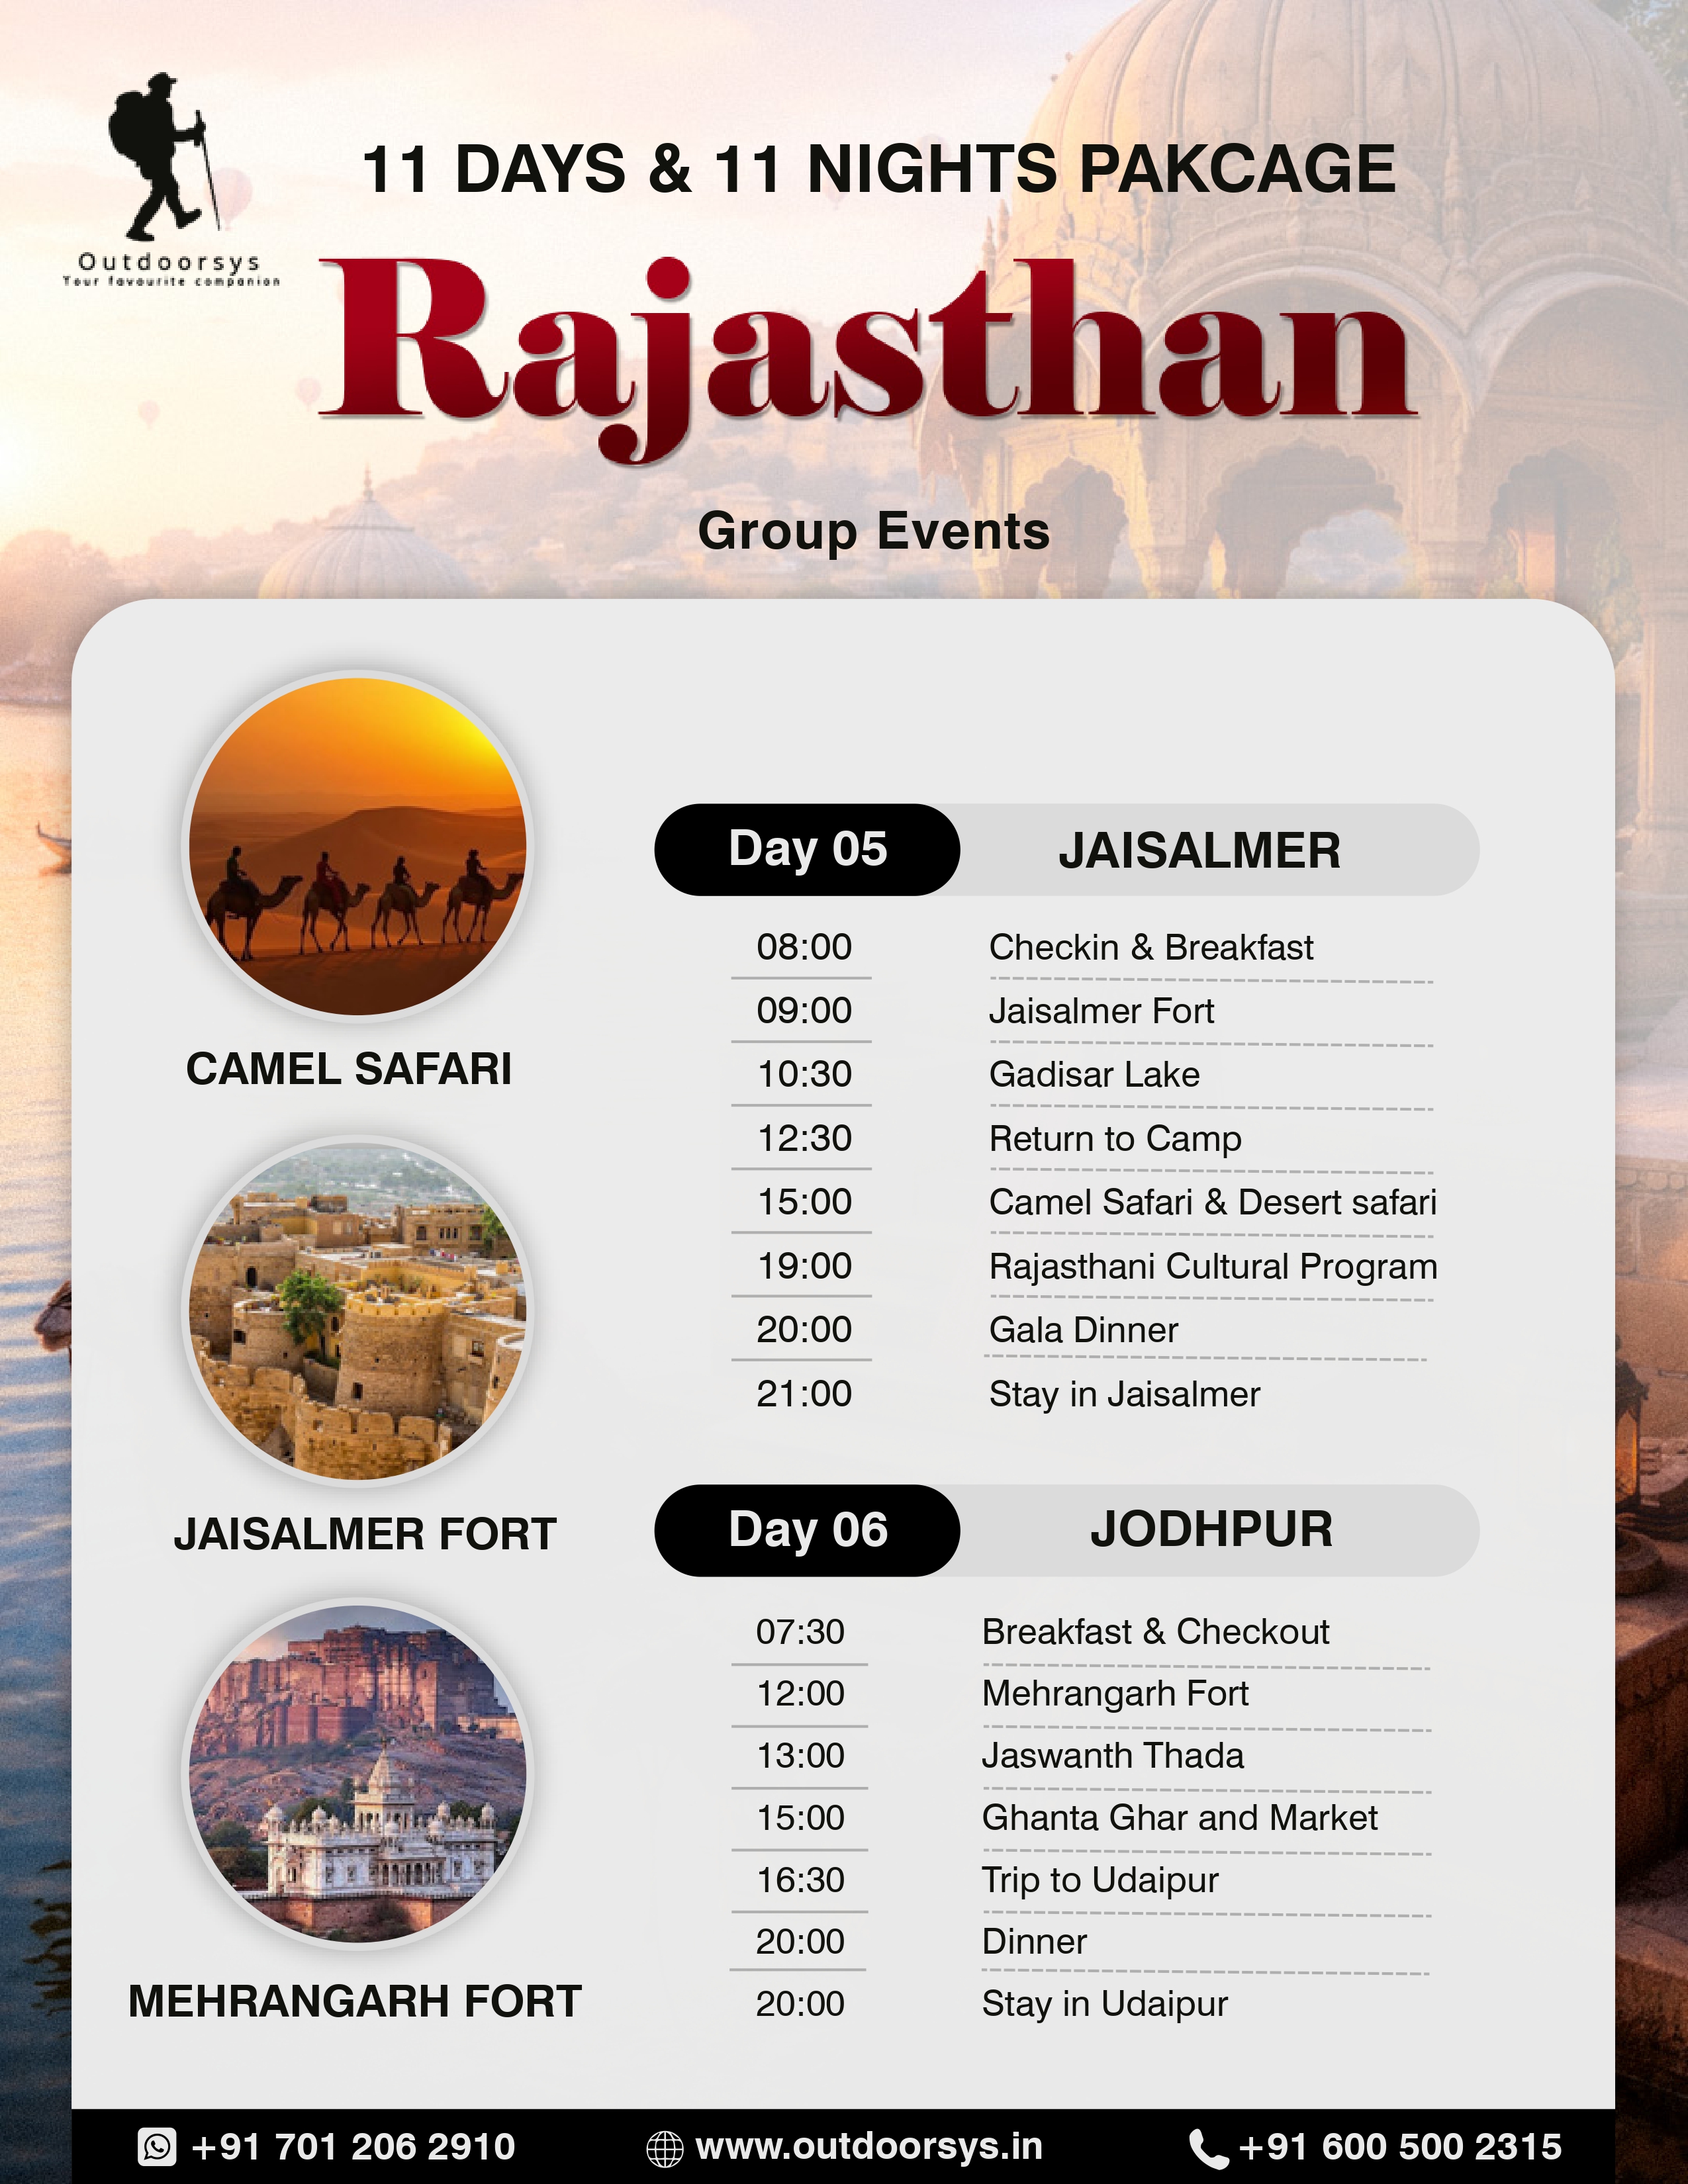 11 DAYS & 11 NIGHTS PAKCAGE
Outdoorsys
Your favourite companion
Rajasthan
Group Events
CAMEL SAFARI
JAISALMER FORT
MEHRANGARH FORT
Day 05 JAISALMER
08:00 Checkin & Breakfast
09:00 Jaisalmer Fort
10:30 Gadisar Lake
12:30 Return to Camp
15:00 Camel Safari & Desert safari
19:00 Rajasthani Cultural Program
20:00 Gala Dinner
21:00 Stay in Jaisalmer
Day 06 JODHPUR
07:30 Breakfast & Checkout
12:00 Mehrangarh Fort
13:00 Jaswanth Thada
15:00 Ghanta Ghar and Market
16:30 Trip to Udaipur
20:00 Dinner
20:00 Stay in Udaipur
+91 701 206 2910 www.outdoorsys.in +91 600 500 2315